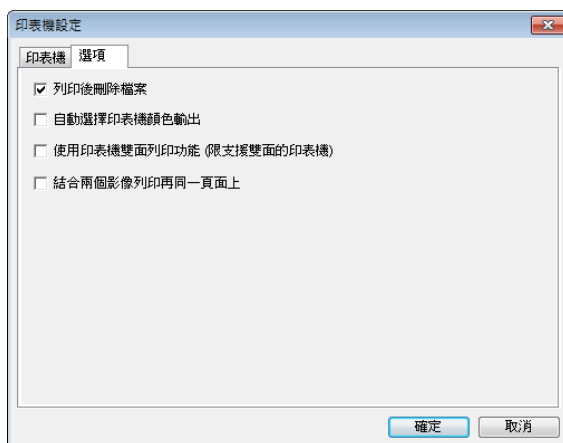 印表機設定
印表機 選項
列印後刪除檔案
自動選擇印表機顏色輸出
使用印表機雙面列印功能 (限支援雙面的印表機)
結合兩個影像列印再同一頁面上
確定 取消